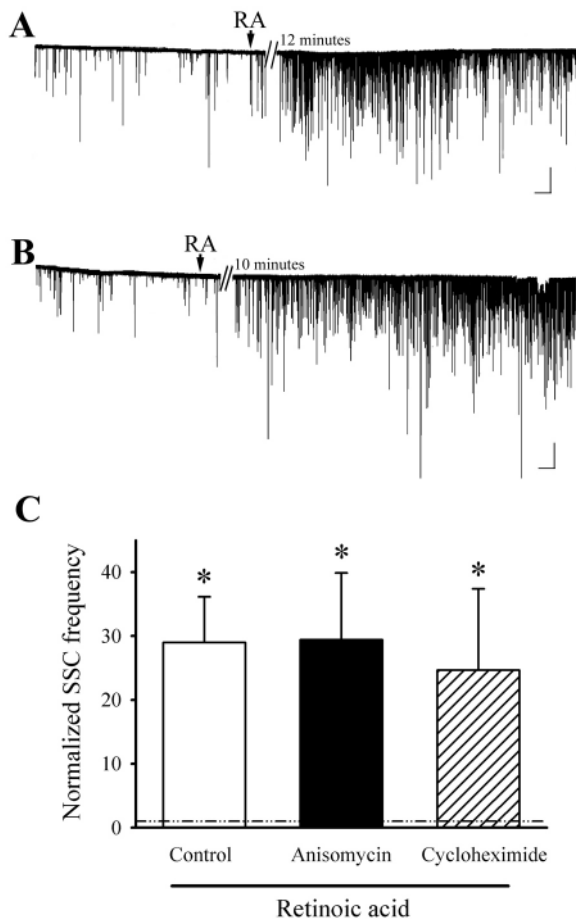 A
RA
12 minutes
B
RA
10 minutes
C
Normalized SSC frequency
40
30
20
10
0
*
*
*
Control
Anisomycin
Cycloheximide
Retinoic acid